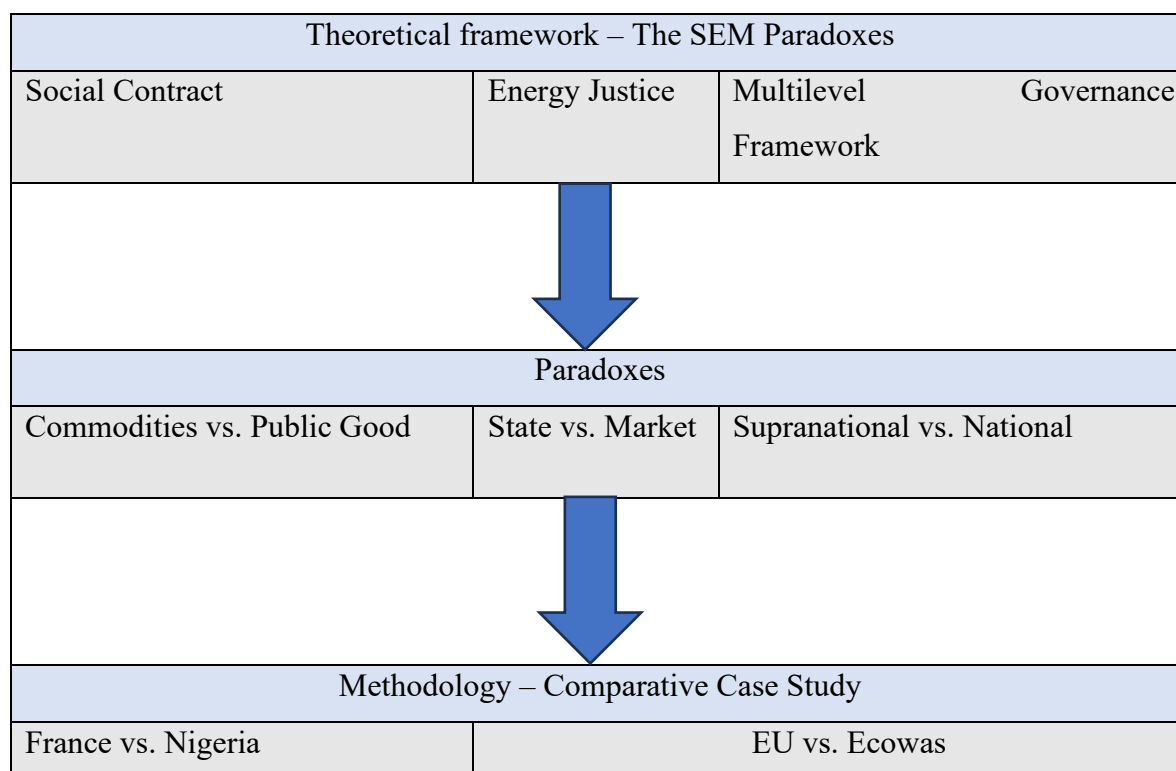 Theoretical framework – The SEM Paradoxes
Social Contract
Energy Justice
Multilevel Governance
Framework
Paradoxes
Commodities vs. Public Good
State vs. Market
Supranational vs. National
Methodology – Comparative Case Study
France vs. Nigeria
EU vs. Ecowas